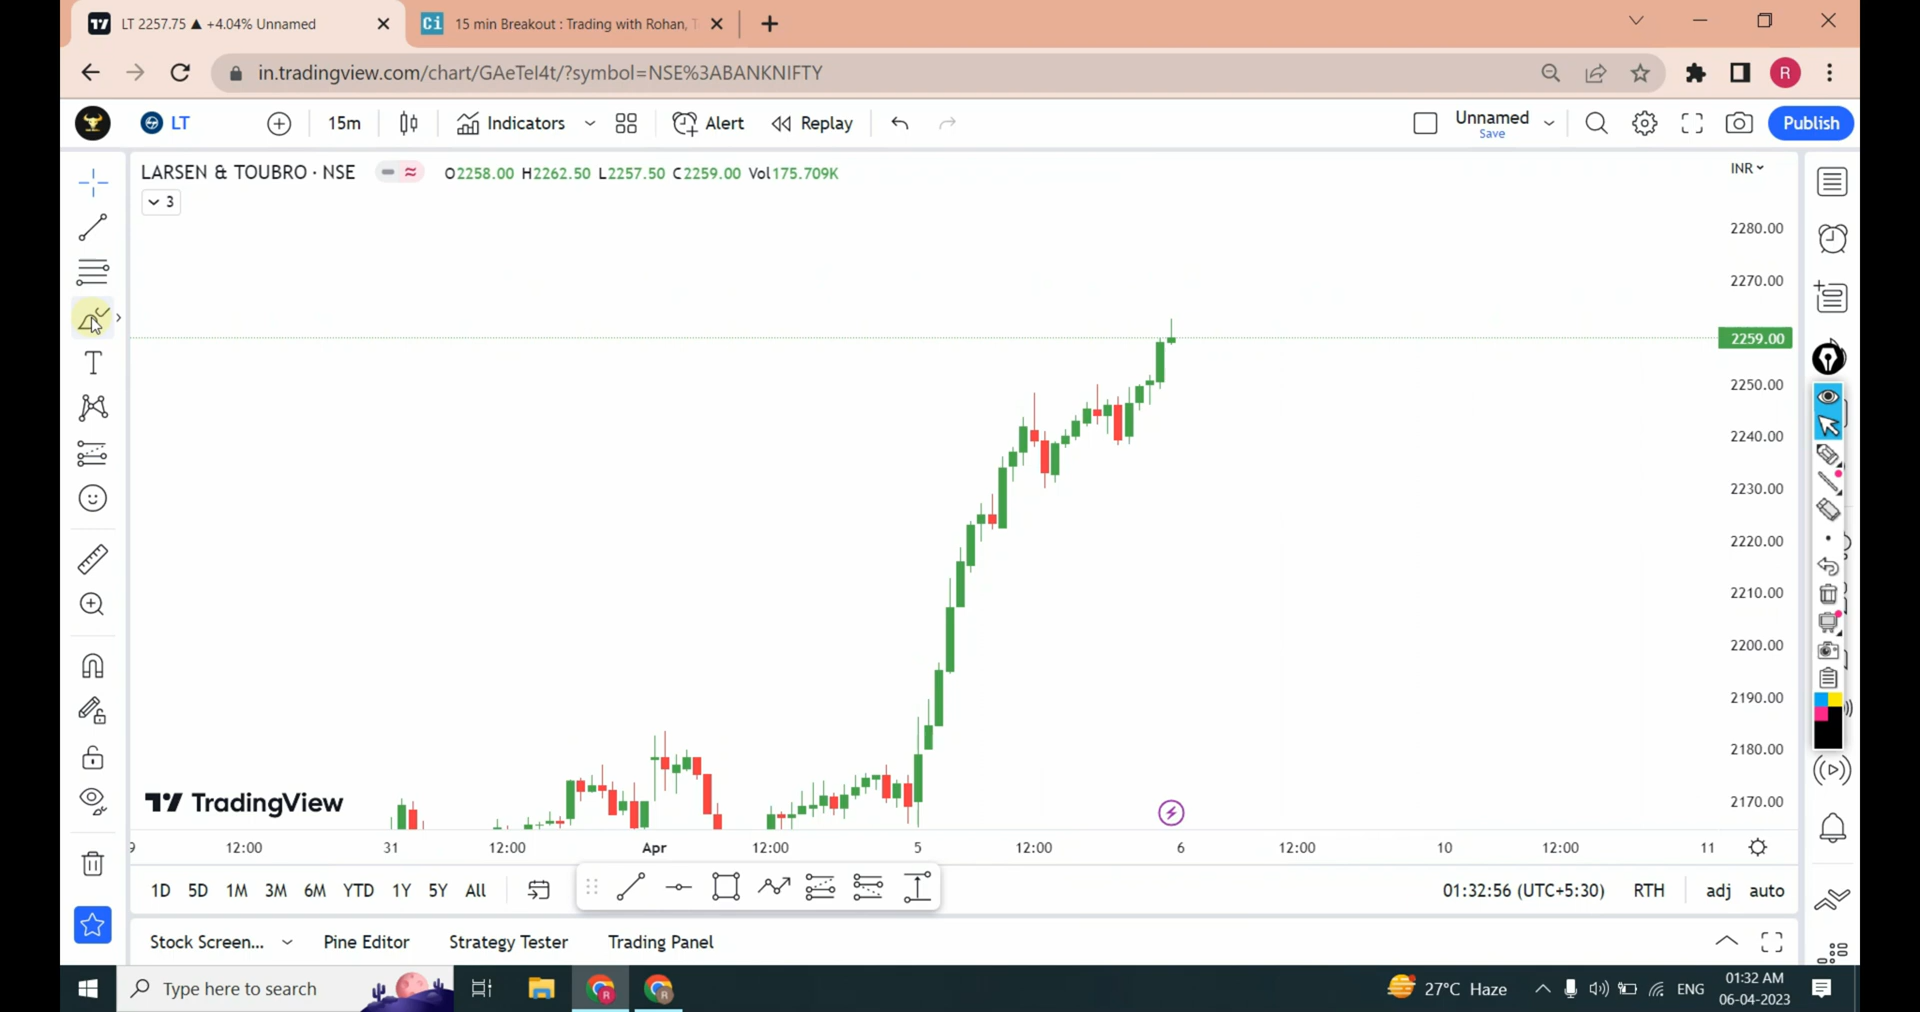 LT 2257.75 ▲ +4.04% Unnamed
Ci 15 min Breakout : Trading with Rohan,
in.tradingview.com/chart/GAeTeI4t/?symbol=NSE%3ABANKNIFTY
R
LT 15m Indicators Alert Replay Unnamed Save Publish
LARSEN & TOUBRO · NSE O2258.00 H2262.50 L2257.50 C2259.00 Vol175.709K
INR
3
2280.00
2270.00
2259.00
2250.00
2240.00
2230.00
2220.00
2210.00
2200.00
2190.00
2180.00
2170.00
TradingView
9 12:00 31 12:00 Apr 12:00 5 12:00 6 12:00 10 12:00 11
1D 5D 1M 3M 6M YTD 1Y 5Y All 01:32:56 (UTC+5:30) RTH adj auto
Stock Screen... Pine Editor Strategy Tester Trading Panel
Type here to search R R 27°C Haze ENG 01:32 AM
06-04-2023